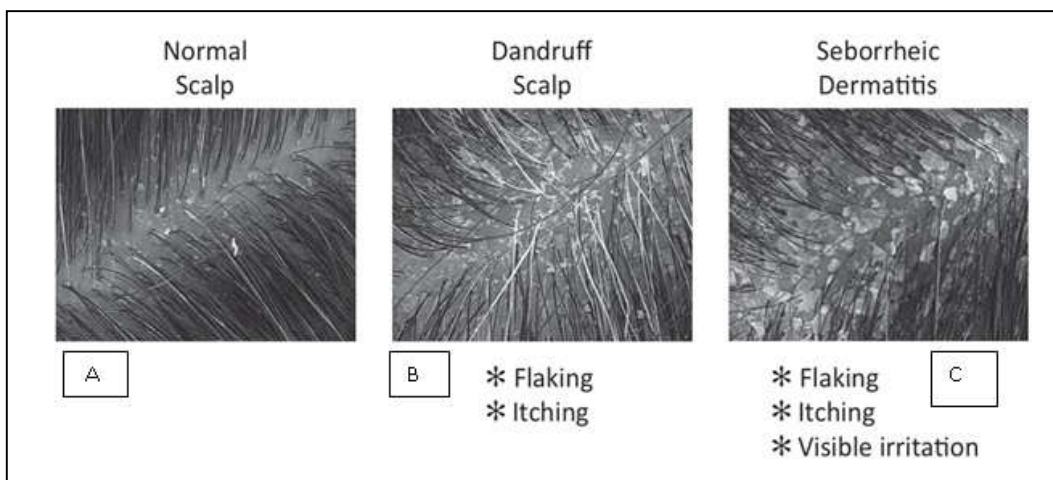 Normal
Scalp
Dandruff
Scalp
Seborrheic
Dermatitis
A
B
* Flaking
* Itching
C
* Flaking
* Itching
* Visible irritation